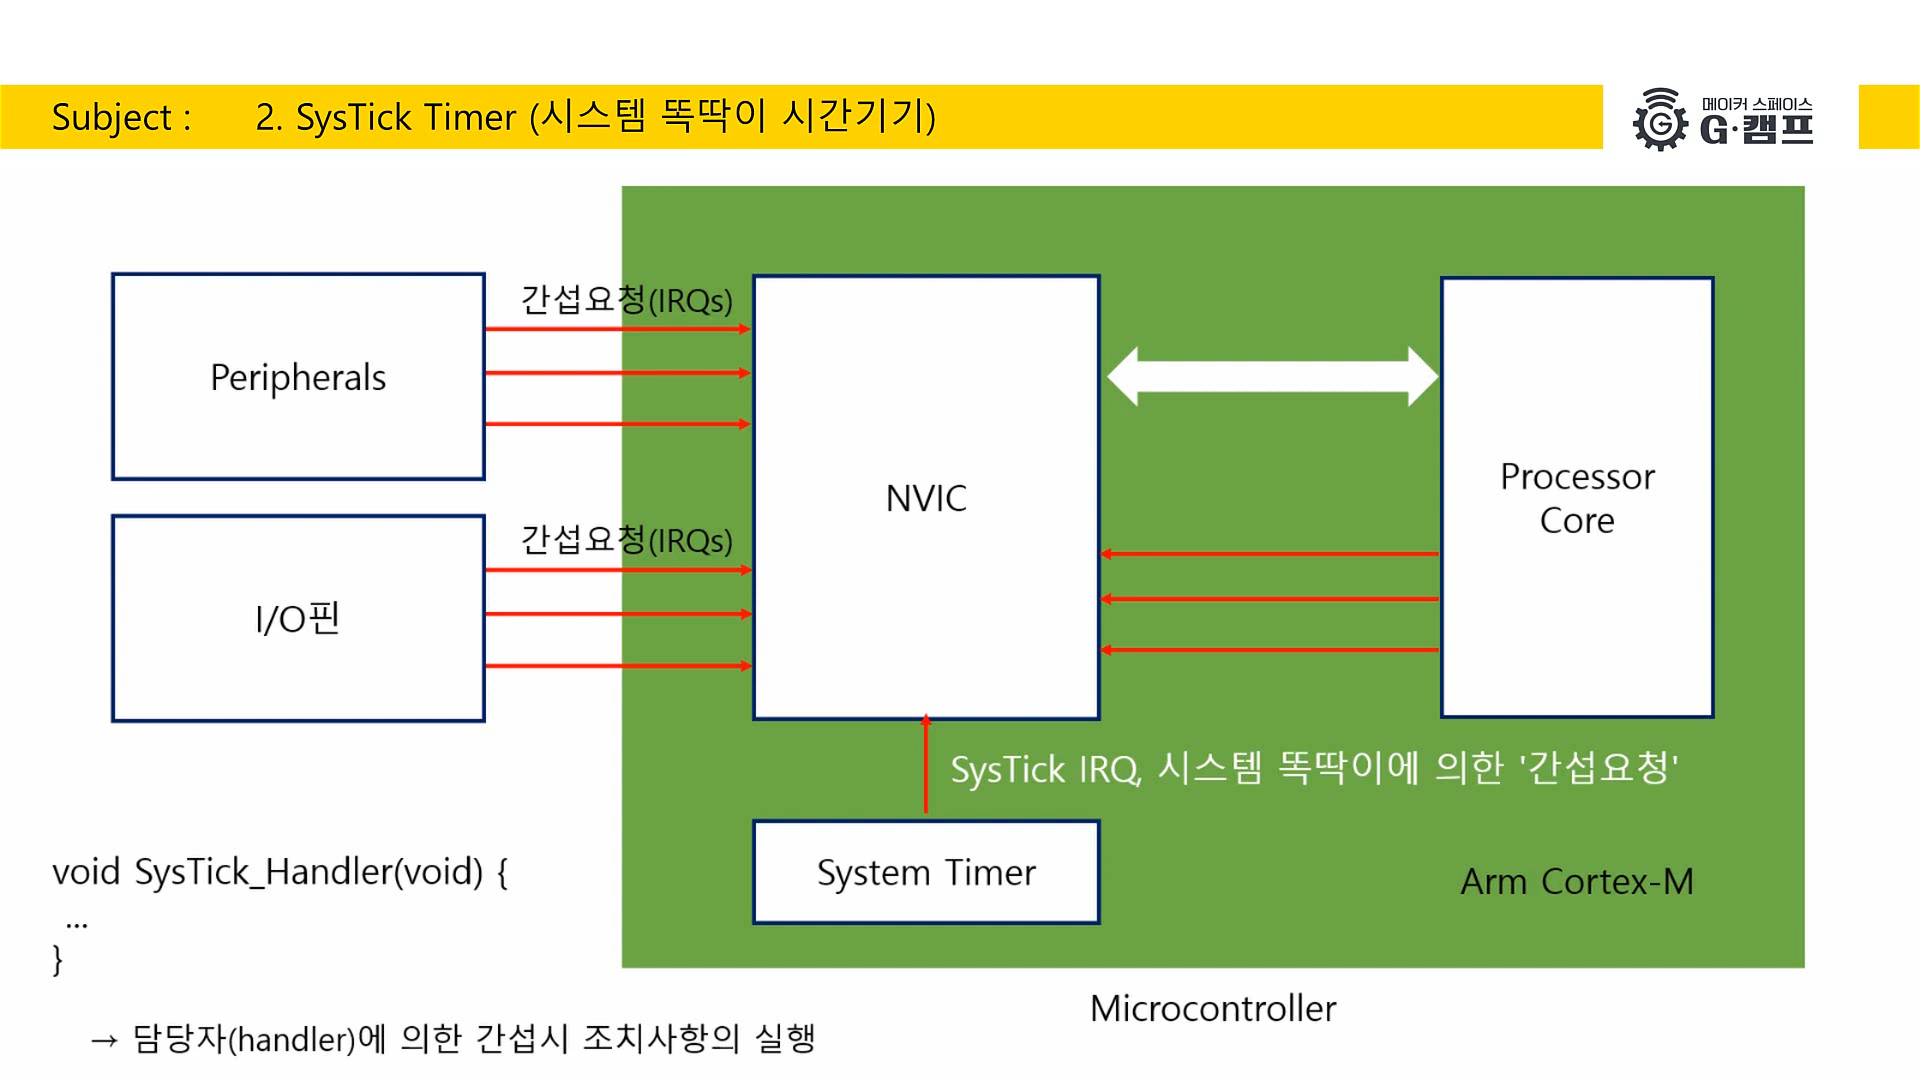 Subject : 2. SysTick Timer (시스템 똑딱이 시간기기)
메이커 스페이스
G·캠프
간섭요청(IRQs)
Peripherals
NVIC
Processor
Core
간섭요청(IRQs)
I/O핀
SysTick IRQ, 시스템 똑딱이에 의한 '간섭요청'
System Timer
Arm Cortex-M
void SysTick_Handler(void) {
...
}
Microcontroller
→ 담당자(handler)에 의한 간섭시 조치사항의 실행